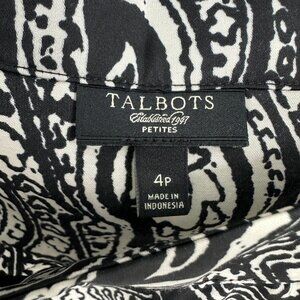 TALBOTS
Established 1947
PETITES
4P
MADE IN
INDONESIA